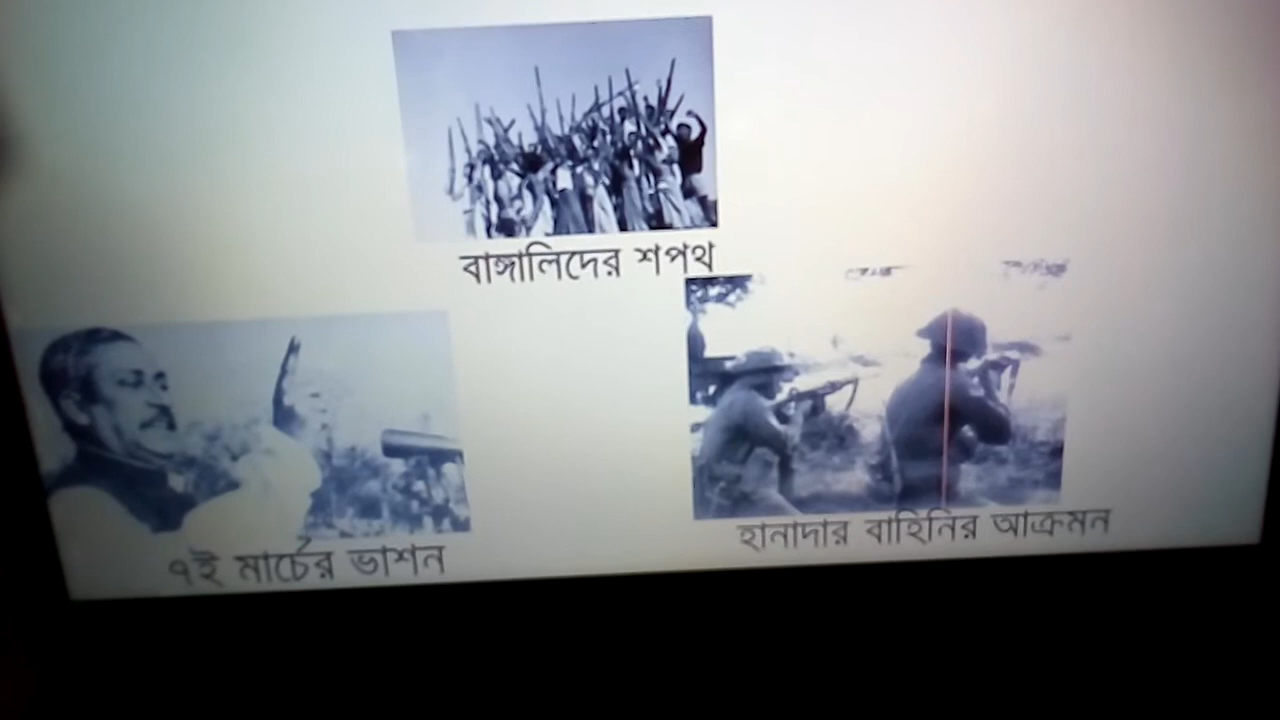 বাঙ্গালিদের শপথ
৭ই মার্চের ভাশন
হানাদার বাহিনির আক্রমন